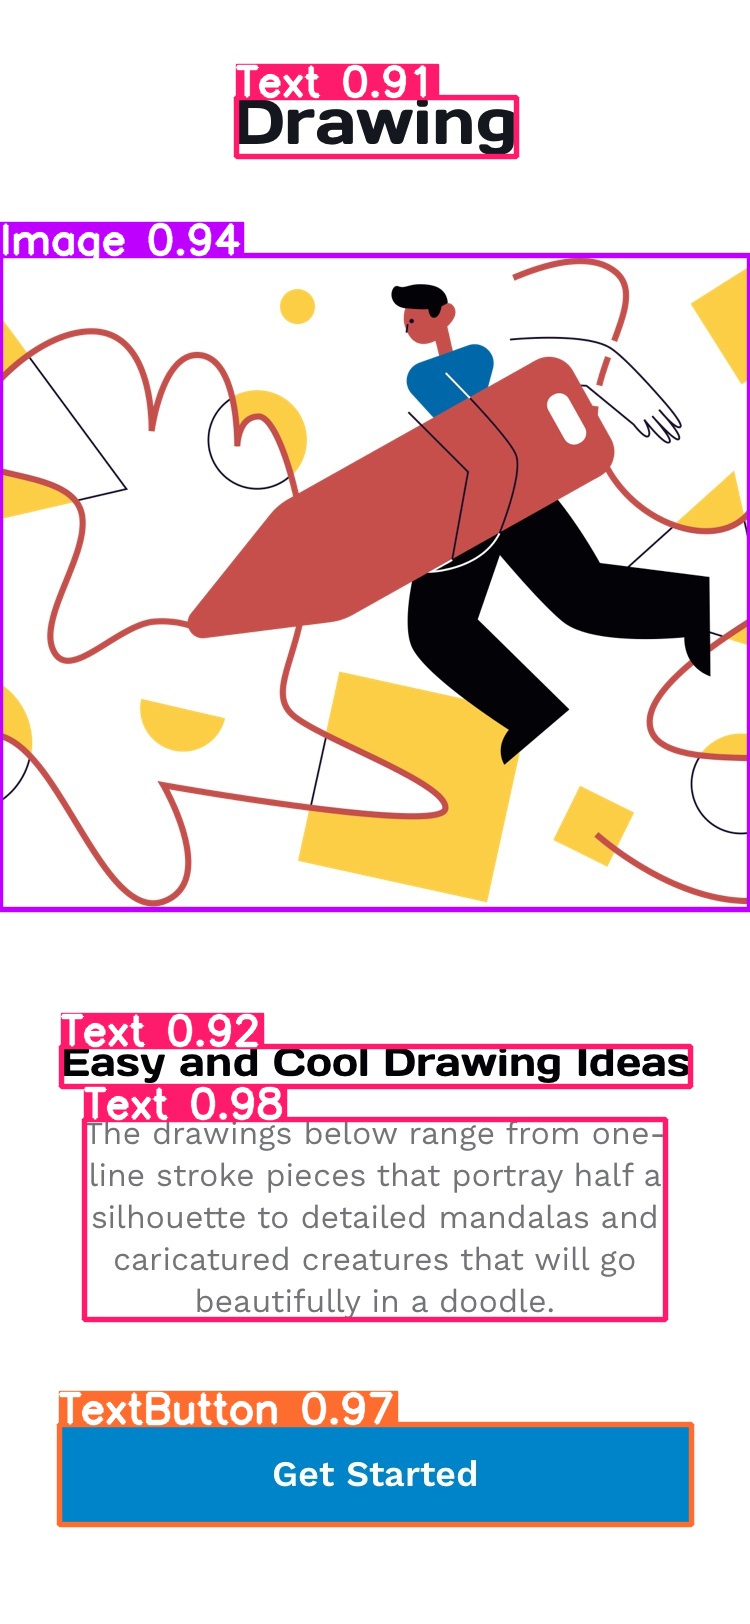 Text 0.91
Drawing
Image 0.94
Text 0.92
Easy and Cool Drawing Ideas
Text 0.98
The drawings below range from one-
line stroke pieces that portray half a
silhouette to detailed mandalas and
caricatured creatures that will go
beautifully in a doodle.
TextButton 0.97
Get Started